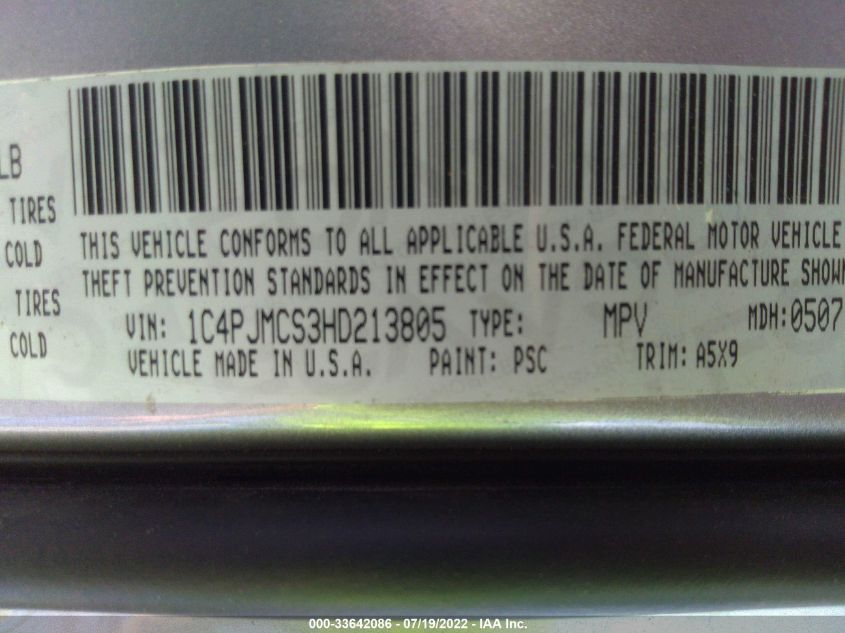 LB
TIRES
COLD
TIRES
COLD
THIS VEHICLE CONFORMS TO ALL APPLICABLE U.S.A. FEDERAL MOTOR VEHICLE
THEFT PREVENTION STANDARDS IN EFFECT ON THE DATE OF MANUFACTURE SHOWN
VIN: 1C4PJMCS3HD213805 TYPE: MPV MDH:0507
VEHICLE MADE IN U.S.A. PAINT: PSC TRIM: A5X9
000-33642086 - 07/19/2022 - IAA Inc.